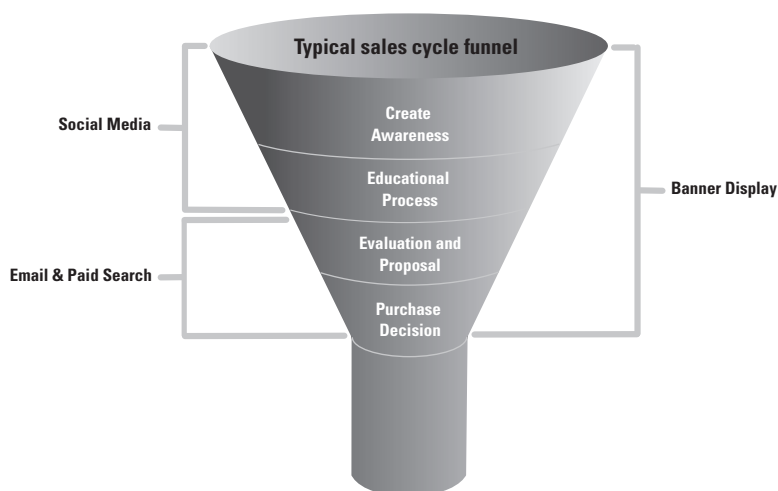 Typical sales cycle funnel
Create
Awareness
Social Media
Educational
Process
Banner Display
Evaluation and
Proposal
Email & Paid Search
Purchase
Decision